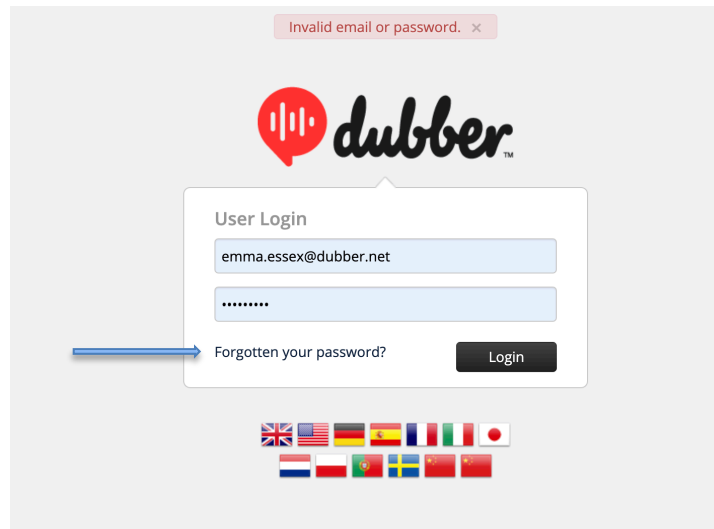 Invalid email or password. ×
dubber™
User Login
emma.essex@dubber.net
•••••••••
Forgotten your password?
Login